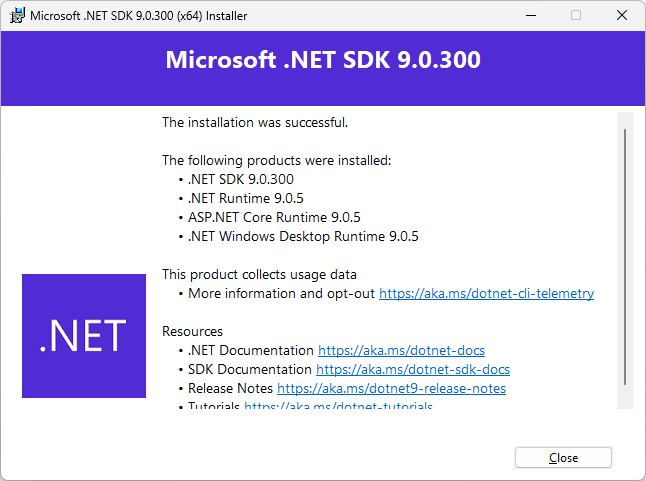 Microsoft .NET SDK 9.0.300 (x64) Installer
Microsoft .NET SDK 9.0.300
The installation was successful.
The following products were installed:
• .NET SDK 9.0.300
• .NET Runtime 9.0.5
• ASP.NET Core Runtime 9.0.5
• .NET Windows Desktop Runtime 9.0.5
This product collects usage data
• More information and opt-out https://aka.ms/dotnet-cli-telemetry
.NET
Resources
• .NET Documentation https://aka.ms/dotnet-docs
• SDK Documentation https://aka.ms/dotnet-sdk-docs
• Release Notes https://aka.ms/dotnet9-release-notes
• Tutorials https://aka.ms/dotnet-tutorials
Close